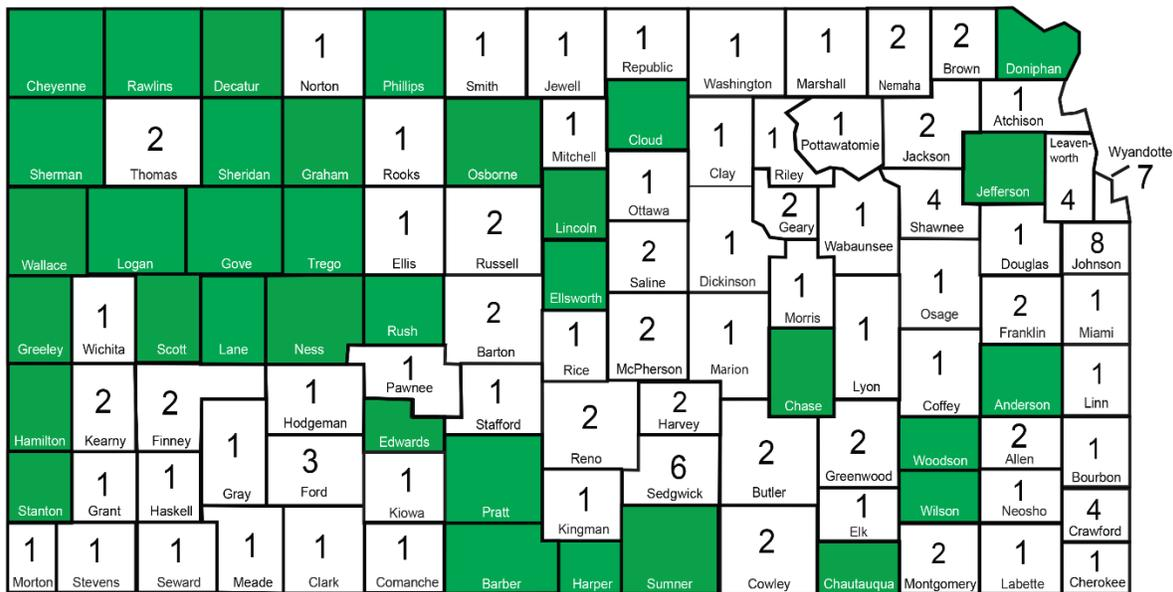 1 1 1 1 1 1 2 2
Cheyenne Rawlins Decatur Norton Phillips Smith Jewell Republic Washington Marshall Nemaha Brown Doniphan
2 1 1 1 1 1 2 1
Sherman Thomas Sheridan Graham Rooks Osborne Mitchell Cloud Clay Riley Pottawatomie Jackson Atchison Jefferson Leaven-
worth
4
Wyandotte
7
1 2 1 2 1 2 1 4 1 8
Wallace Logan Gove Trego Ellis Russell Lincoln Ottawa Saline Dickinson Geary Wabaunsee Shawnee Douglas Johnson
1 2 1 2 1 1 1 1 2 1
Greeley Wichita Scott Lane Ness Rush Barton Ellsworth Rice McPherson Marion Morris Lyon Osage Franklin Miami
2 2 1 1 1 2 2 1 1
Hamilton Kearny Finney Hodgeman Pawnee Edwards Stafford Reno Harvey Chase Coffey Anderson Linn
1 1 1 3 1 6 2 2 2 1
Stanton Grant Haskell Gray Ford Kiowa Pratt Sedgwick Butler Greenwood Woodson Allen Bourbon
1 1 1 1 1 1 1 2 1 2 1 1 4 1
Morton Stevens Seward Meade Clark Comanche Barber Kingman Harper Sumner Cowley Elk Chautauqua Wilson Montgomery Neosho Labette Crawford Cherokee